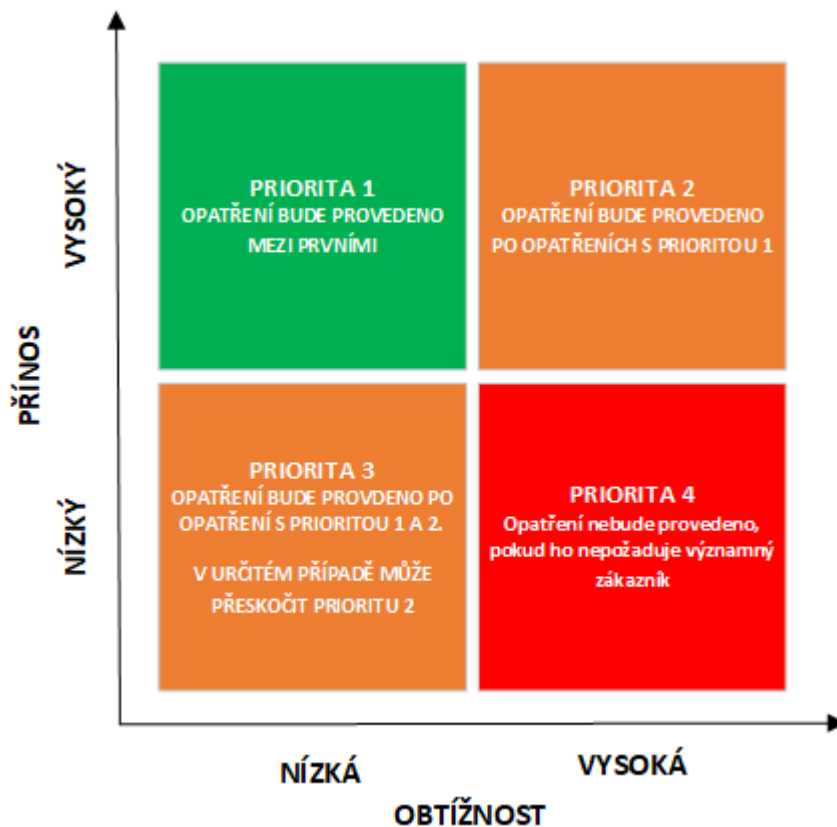 VYSOKÝ
PRIORITA 1
OPATŘENÍ BUDE PROVEDENO
MEZI PRVNÍMI
PRIORITA 2
OPATŘENÍ BUDE PROVEDENO
PO OPATŘENÍCH S PRIORITOU 1
PŘÍNOS
NÍZKÝ
PRIORITA 3
OPATŘENÍ BUDE PROVDENO PO
OPATŘENÍ S PRIORITOU 1 A 2.
V URČITÉM PŘÍPADĚ MŮŽE
PŘESKOČIT PRIORITU 2
PRIORITA 4
Opatření nebude provedeno,
pokud ho nepožaduje významný
zákazník
NÍZKÁ
VYSOKÁ
OBTÍŽNOST